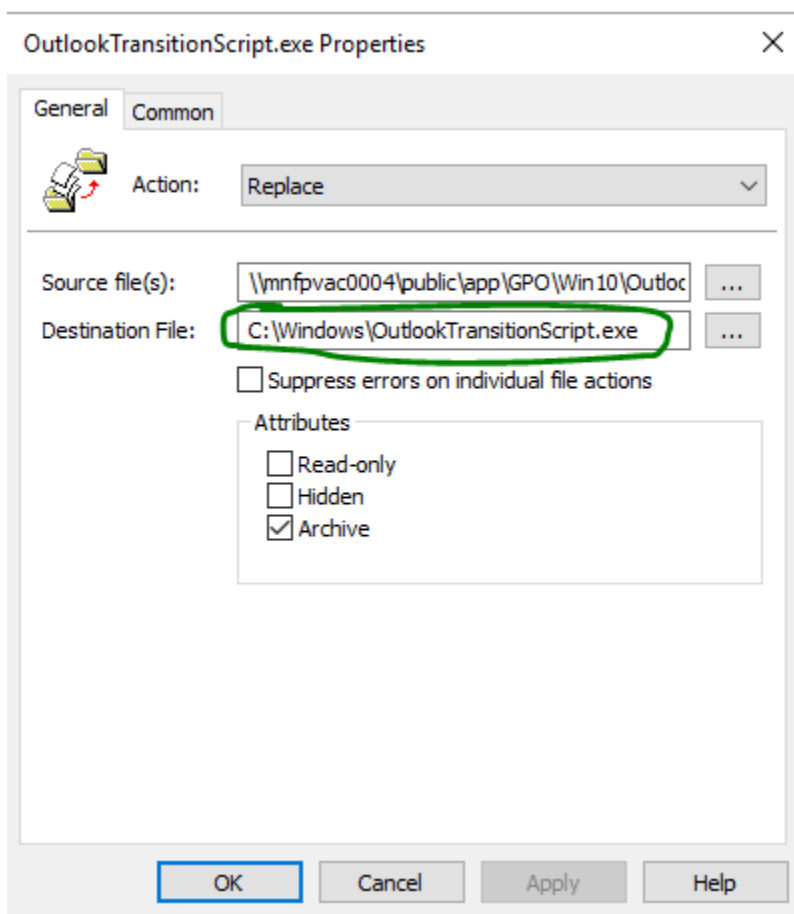 OutlookTransitionScript.exe Properties
General Common
Action: Replace
Source file(s): \\mnfpvac0004\public\app\GPO\Win10\Outloc ...
Destination File: C:\Windows\OutlookTransitionScript.exe ...
Suppress errors on individual file actions
Attributes
Read-only
Hidden
Archive
OK Cancel Apply Help